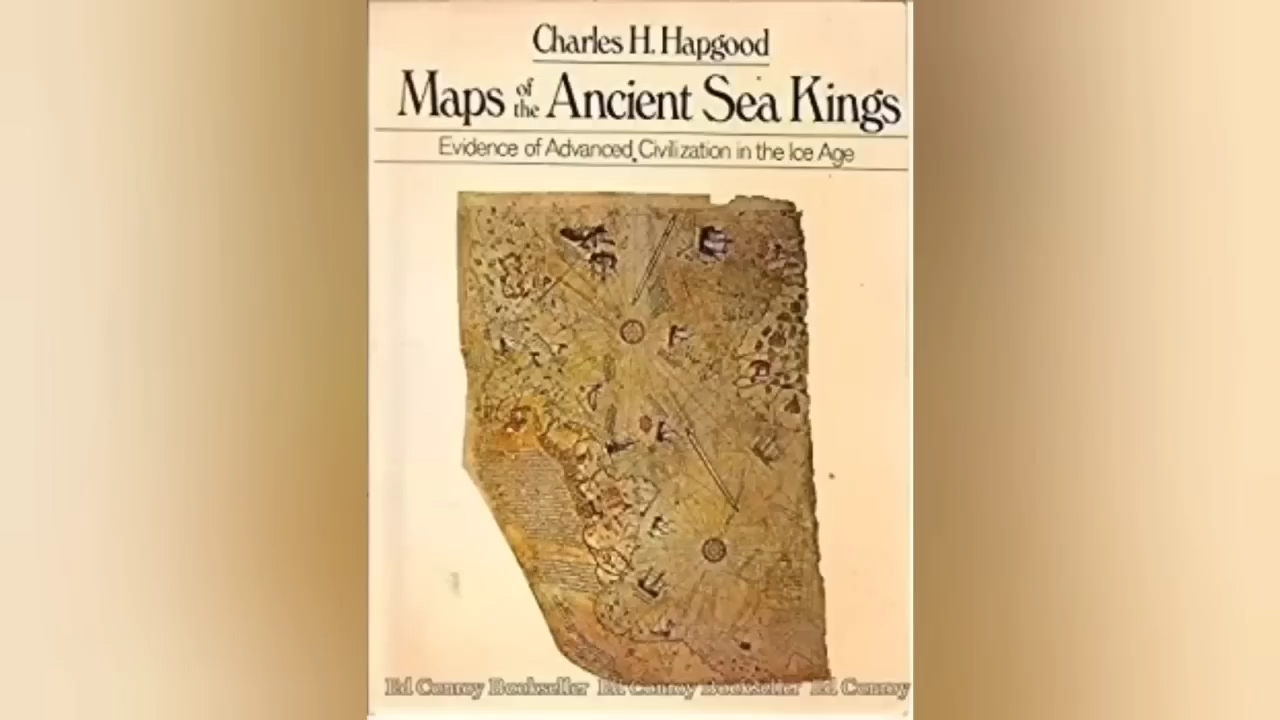 Charles H. Hapgood
Maps of the Ancient Sea Kings
Evidence of Advanced Civilization in the Ice Age
Ed Conroy Bookseller Ed Conroy Bookseller Ed Conroy